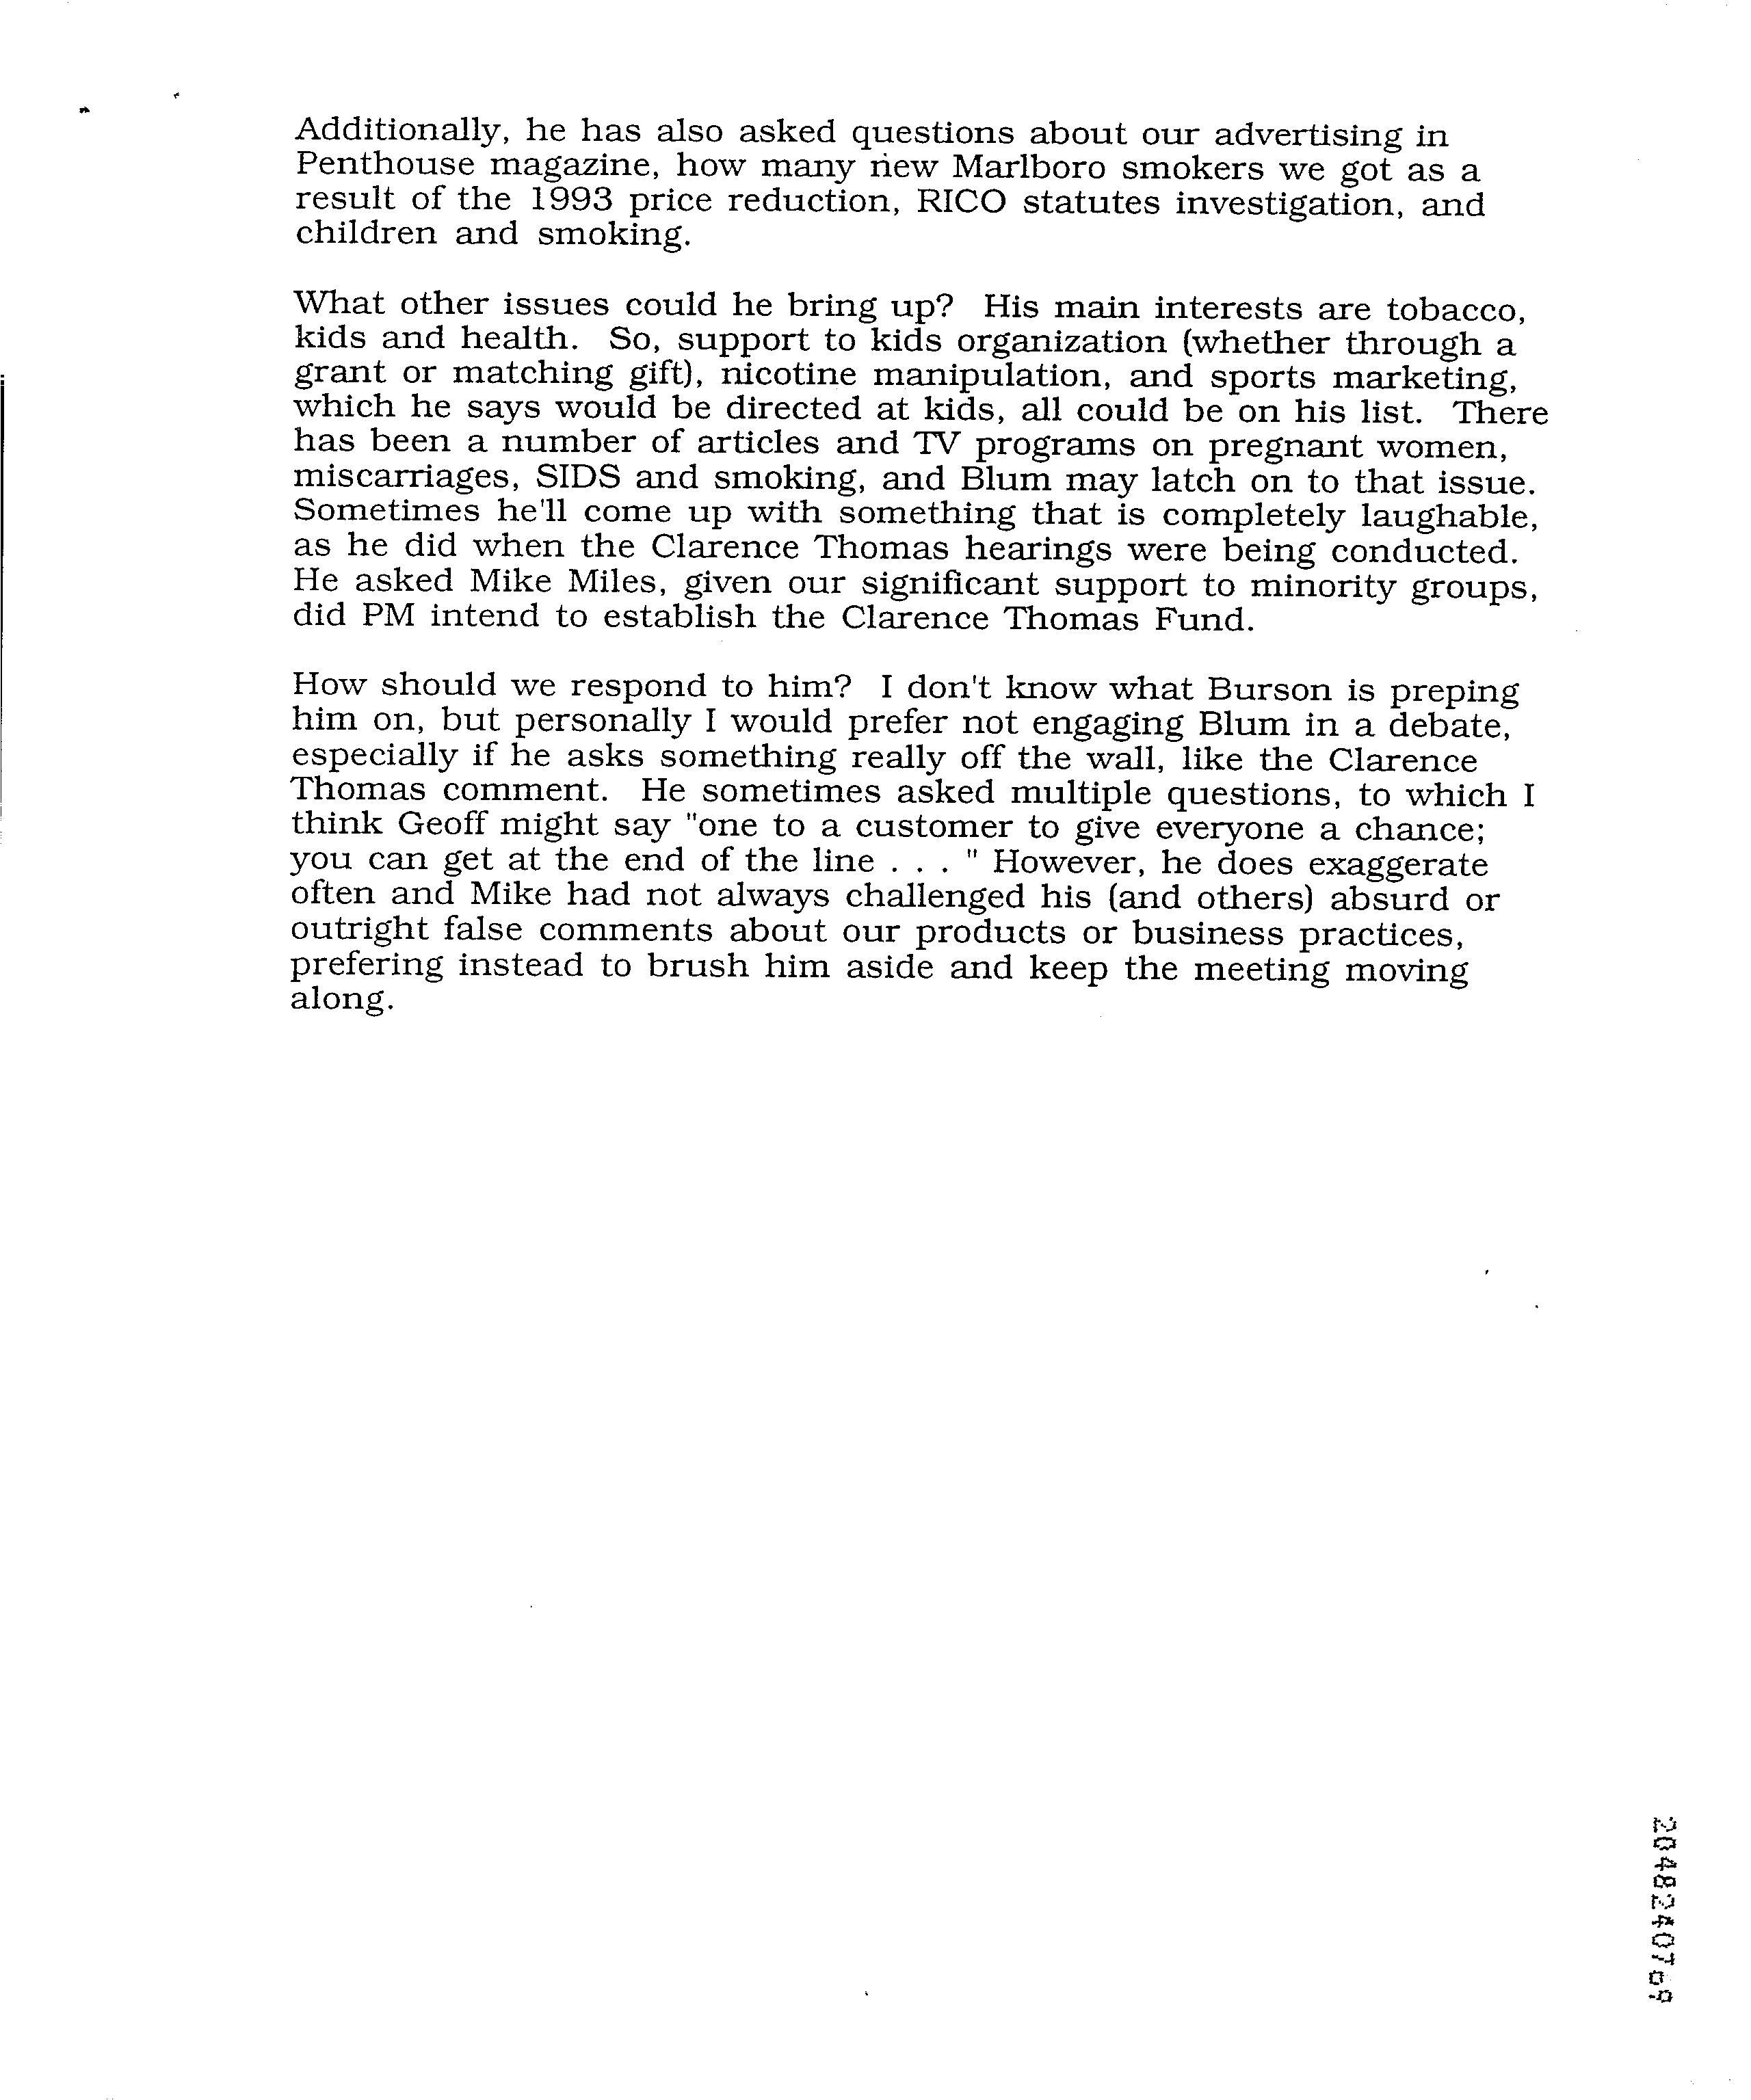 Additionally, he has also asked questions about our advertising in
Penthouse magazine, how many new Marlboro smokers we got as a
result of the 1993 price reduction, RICO statutes investigation, and
children and smoking.
What other issues could he bring up? His main interests are tobacco,
kids and health. So, support to kids organization (whether through a
grant or matching gift), nicotine manipulation, and sports marketing,
which he says would be directed at kids, all could be on his list. There
has been a number of articles and TV programs on pregnant women,
miscarriages, SIDS and smoking, and Blum may latch on to that issue.
Sometimes he'll come up with something that is completely laughable,
as he did when the Clarence Thomas hearings were being conducted.
He asked Mike Miles, given our significant support to minority groups,
did PM intend to establish the Clarence Thomas Fund.
How should we respond to him? I don't know what Burson is preping
him on, but personally I would prefer not engaging Blum in a debate,
especially if he asks something really off the wall, like the Clarence
Thomas comment. He sometimes asked multiple questions, to which I
think Geoff might say "one to a customer to give everyone a chance;
you can get at the end of the line . . . " However, he does exaggerate
often and Mike had not always challenged his (and others) absurd or
outright false comments about our products or business practices,
prefering instead to brush him aside and keep the meeting moving
along.
2048240769